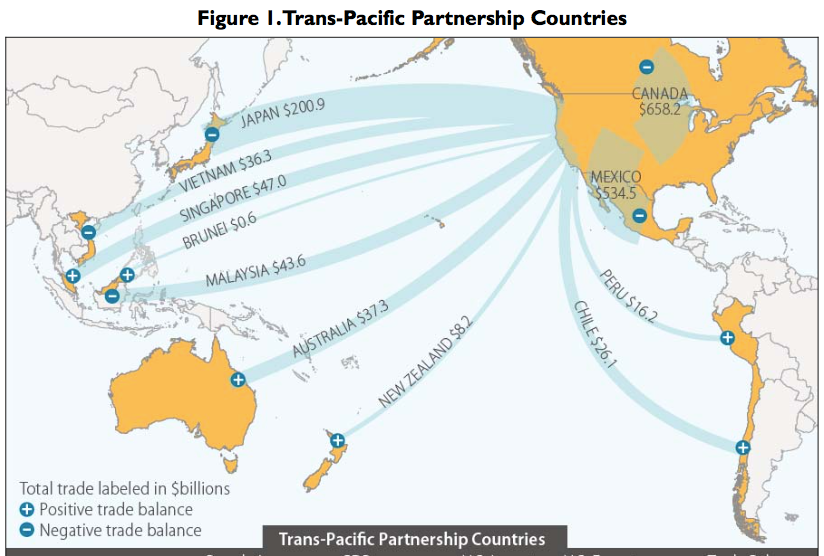 Figure 1. Trans-Pacific Partnership Countries
JAPAN $200.9
CANADA
$658.2
VIETNAM $36.3
SINGAPORE $47.0
MEXICO
$534.5
BRUNEI $0.6
MALAYSIA $43.6
AUSTRALIA $37.3
NEW ZEALAND $8.2
PERU $16.2
CHILE $26.1
Total trade labeled in $billions
Positive trade balance
Negative trade balance
Trans-Pacific Partnership Countries